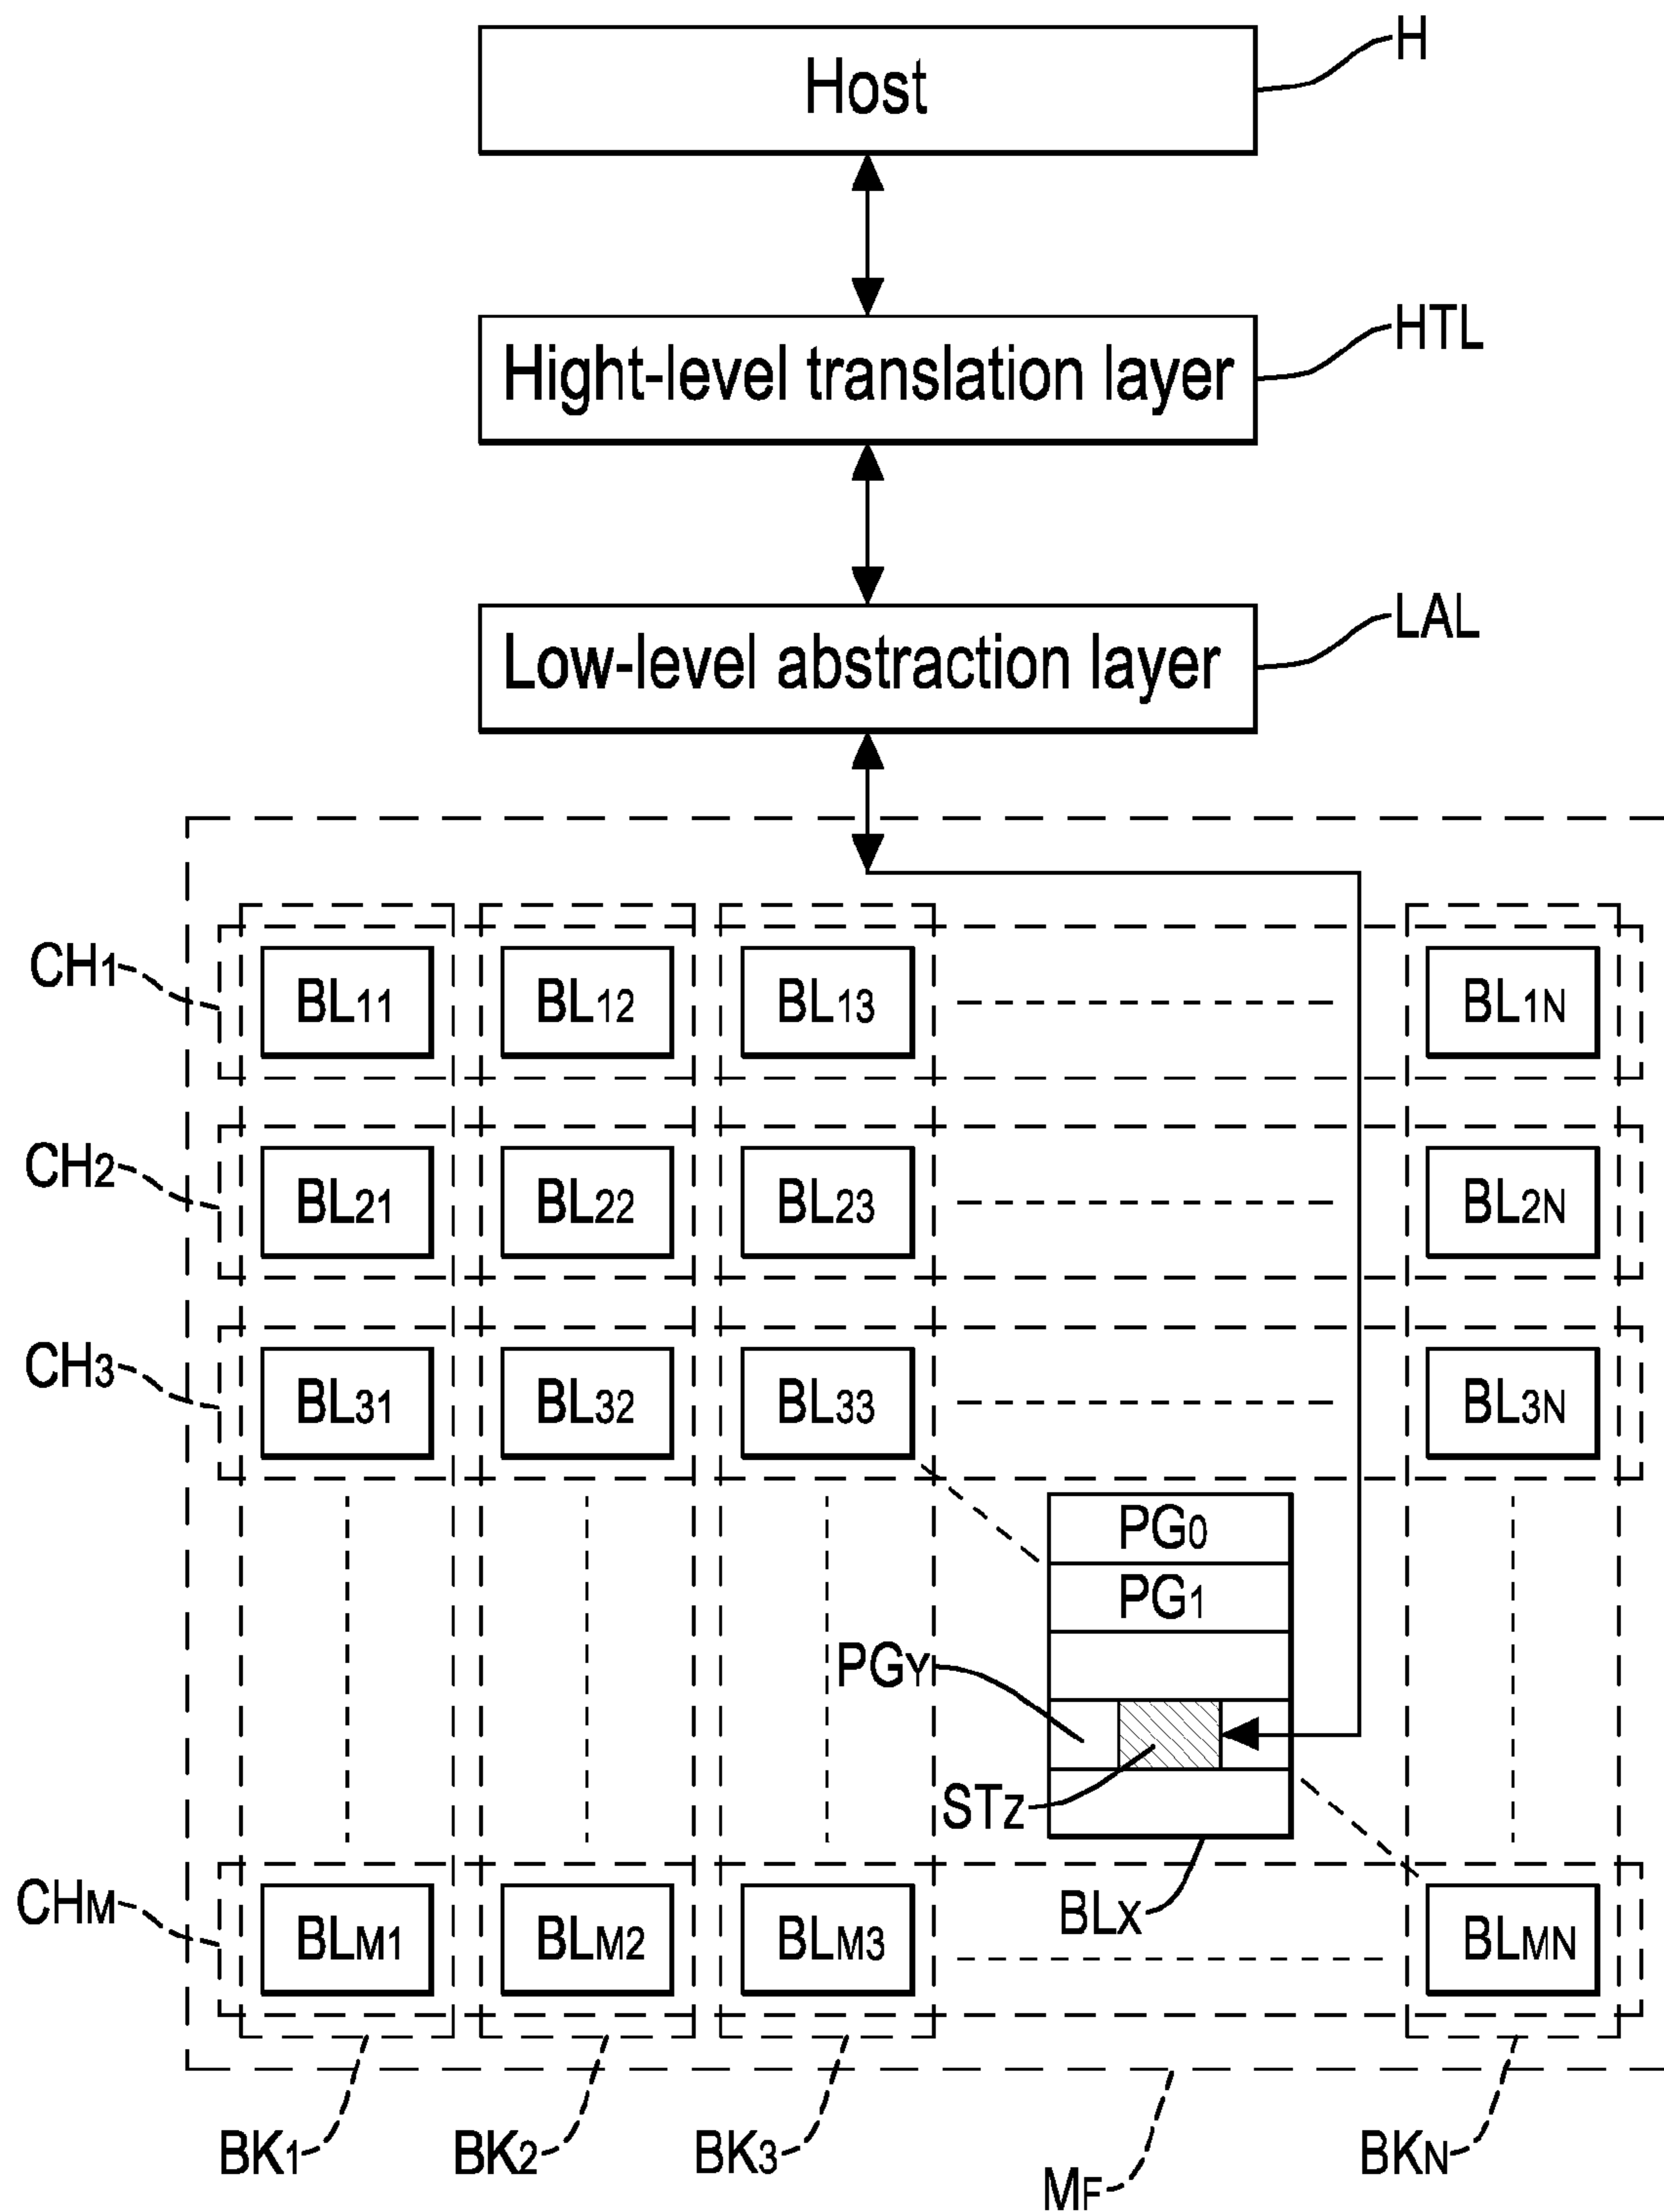 Host
H
Hight-level translation layer
HTL
Low-level abstraction layer
LAL
CH1
BL11 BL12 BL13 BL1N
CH2
BL21 BL22 BL23 BL2N
CH3
BL31 BL32 BL33 BL3N
PG0
PG1
PGY
STZ
BLX
CHM
BLM1 BLM2 BLM3 BLMN
BK1 BK2 BK3 MF BKN